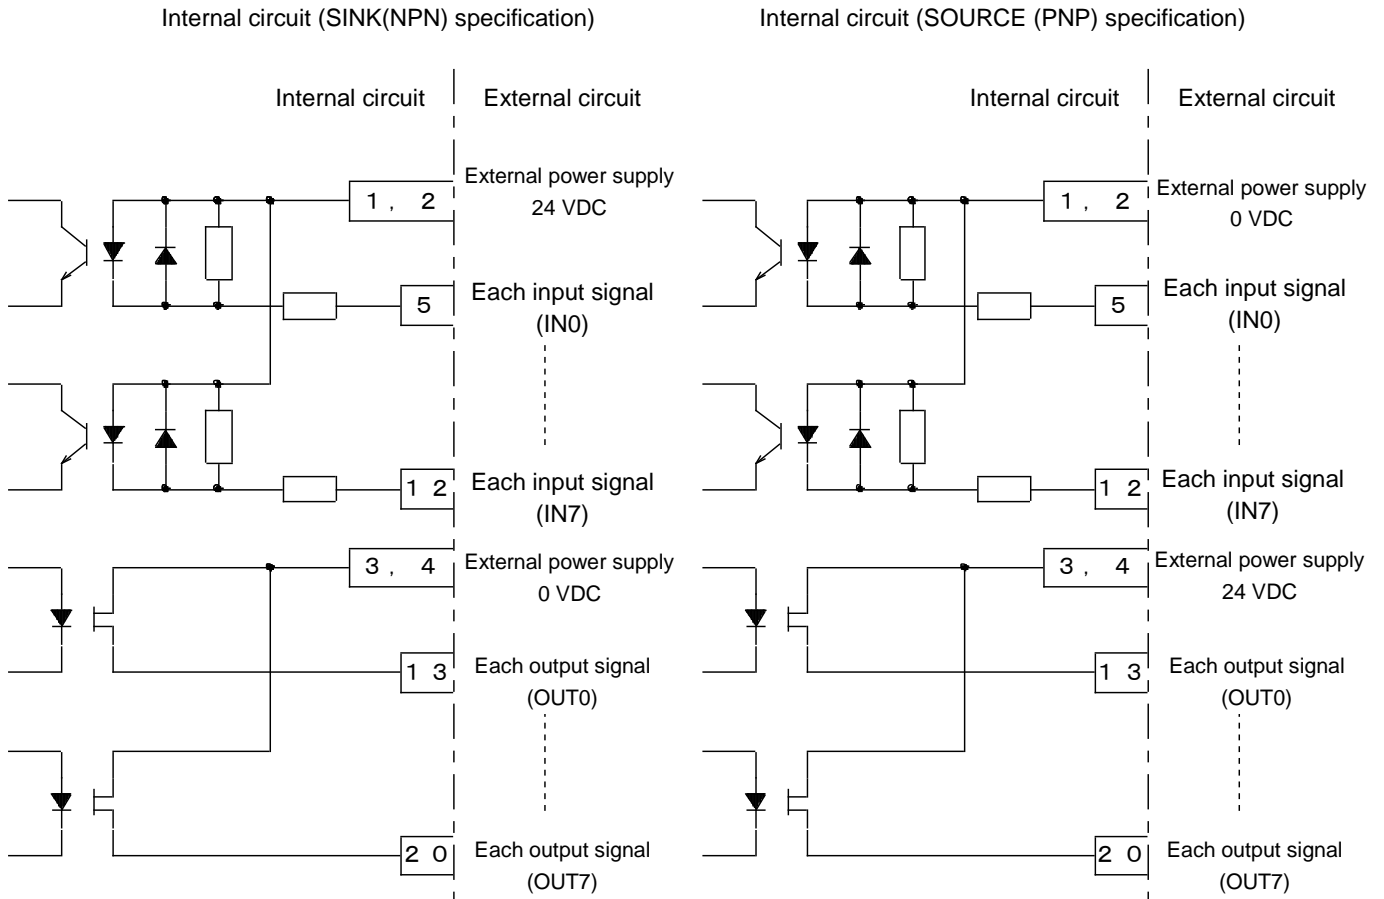 Internal circuit (SINK(NPN) specification)
Internal circuit External circuit
1, 2
External power supply
24 VDC
5
Each input signal
(IN0)
12
Each input signal
(IN7)
3, 4
External power supply
0 VDC
13
Each output signal
(OUT0)
20
Each output signal
(OUT7)
Internal circuit (SOURCE (PNP) specification)
Internal circuit External circuit
1, 2
External power supply
0 VDC
5
Each input signal
(IN0)
12
Each input signal
(IN7)
3, 4
External power supply
24 VDC
13
Each output signal
(OUT0)
20
Each output signal
(OUT7)